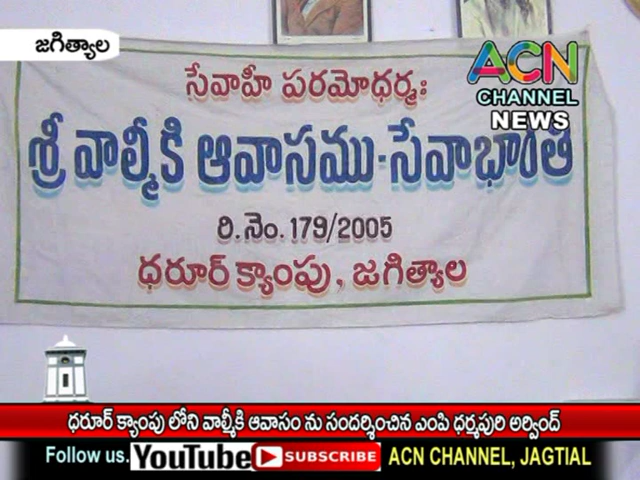 జగిత్యాల
ACN
CHANNEL
NEWS
సేవాహీ పరమోధర్మః
శ్రీ వాల్మీకి ఆవాసము-సేవాభారతి
రి.నెం. 179/2005
ధరూర్ క్యాంపు, జగిత్యాల
ధరూర్ క్యాంపు లోని వాల్మీకి ఆవాసం ను సందర్శించిన ఎంపి ధర్మపురి అర్వింద్
Follow us. YouTube SUBSCRIBE ACN CHANNEL, JAGTIAL